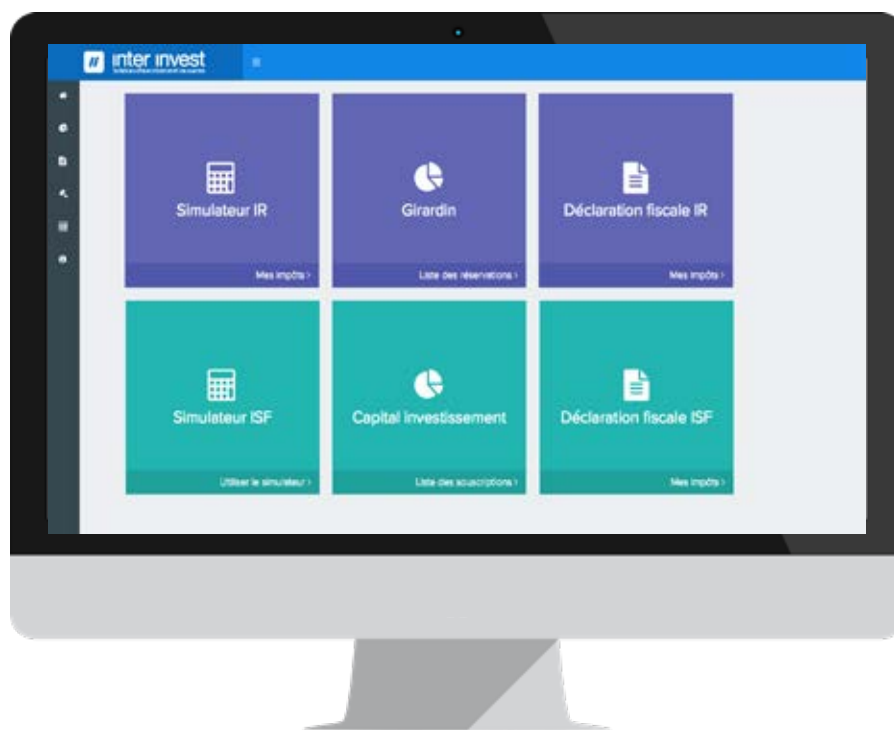 inter invest
Simulateur IR
Mes impôts ›
Girardin
Liste des réservations ›
Déclaration fiscale IR
Mes impôts ›
Simulateur ISF
Utiliser le simulateur ›
Capital investissement
Liste des souscriptions ›
Déclaration fiscale ISF
Mes impôts ›